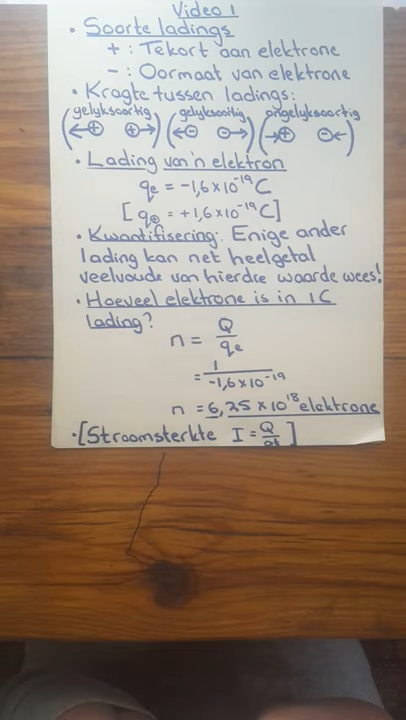 Video 1
• Soorte ladings
+ : Tekort aan elektrone
- : Oormaat van elektrone
• Kragte tussen ladings:
gelyksoortig gelyksoortig ongelyksoortig
(←⊕ ⊕→) (←⊖ ⊖→) (→⊕ ⊖←)
• Lading van 'n elektron
qe = -1,6×10⁻¹⁹C
[q⊕ = +1,6×10⁻¹⁹C]
• Kwantifisering: Enige ander
lading kan net heelgetal
veelvoude van hierdie waarde wees!
• Hoeveel elektrone is in 1C
lading?
n = Q/qe
= 1/-1,6×10⁻¹⁹
n = 6,25×10¹⁸ elektrone
• [Stroomsterkte I = Q/Δt]